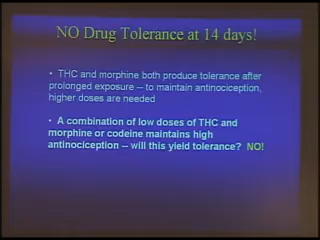 NO Drug Tolerance at 14 days!
• THC and morphine both produce tolerance after
prolonged exposure -- to maintain antinociception,
higher doses are needed
• A combination of low doses of THC and
morphine or codeine maintains high
antinociception -- will this yield tolerance? NO!